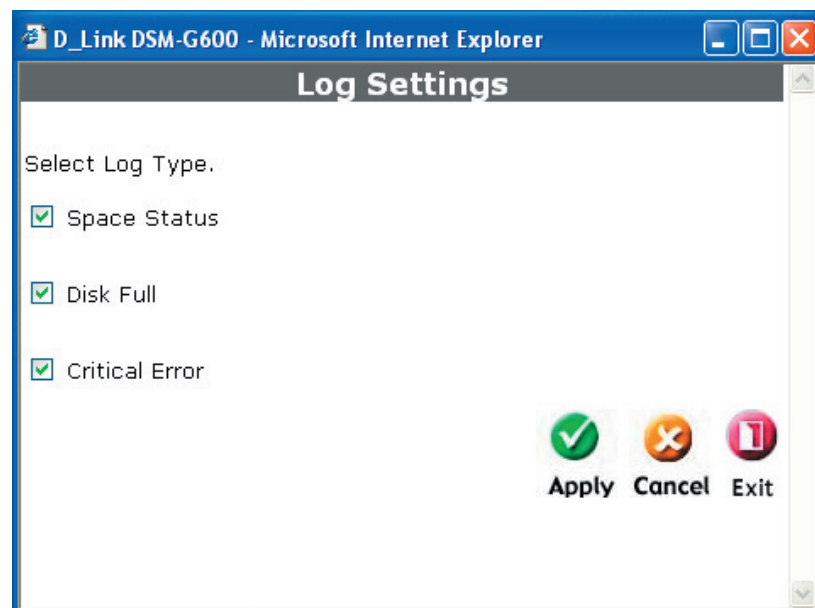 D_Link DSM-G600 - Microsoft Internet Explorer
Log Settings
Select Log Type.
Space Status
Disk Full
Critical Error
Apply Cancel Exit